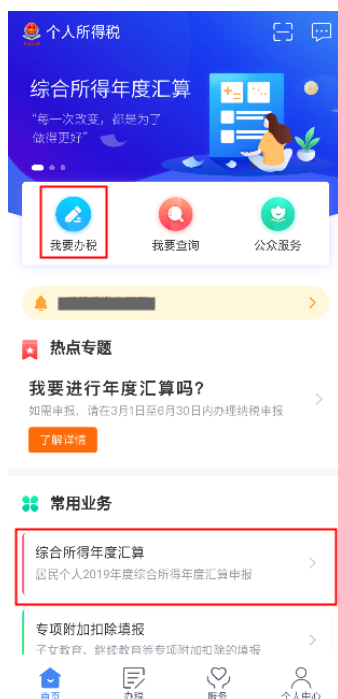 个人所得税
综合所得年度汇算
“每一次改变，都是为了
做得更好”
我要办税
我要查询
公众服务
热点专题
我要进行年度汇算吗?
如需申报，请在3月1日至6月30日内办理纳税申报
了解详情
常用业务
综合所得年度汇算
居民个人2019年度综合所得年度汇算申报
专项附加扣除填报
子女教育、继续教育等专项附加扣除的填报
首页
办税
服务
个人中心